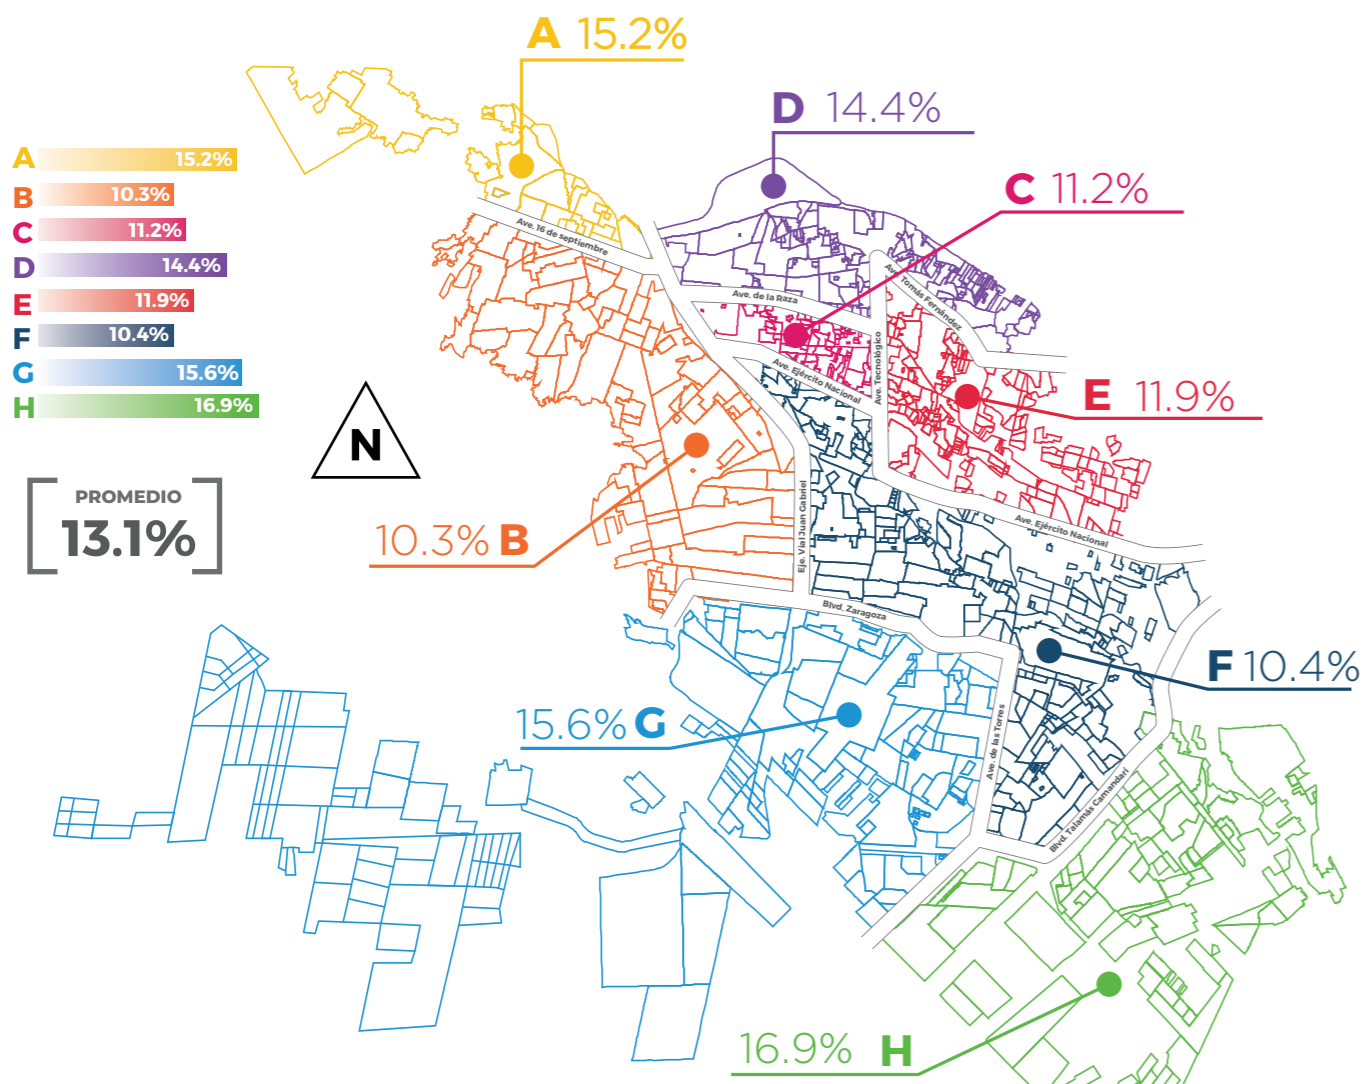 A 15.2%
D 14.4%
C 11.2%
A 15.2%
B 10.3%
C 11.2%
D 14.4%
E 11.9%
F 10.4%
G 15.6%
H 16.9%
Ave. 16 de septiembre
Ave. de la Raza
Ave. Tomás Fernández
Ave. Tecnológico
Ave. Ejército Nacional
E 11.9%
N
PROMEDIO
13.1%
10.3% B
Eje. Vial Juan Gabriel
Ave. Ejército Nacional
Blvd. Zaragoza
F 10.4%
15.6% G
Ave. de las Torres
Blvd. Talamás Camandari
16.9% H